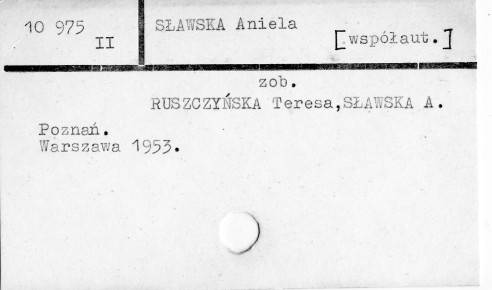 10 975 II
SŁAWSKA Aniela
[współaut.]
zob.
RUSZCZYŃSKA Teresa,SŁAWSKA A.
Poznań.
Warszawa 1953.